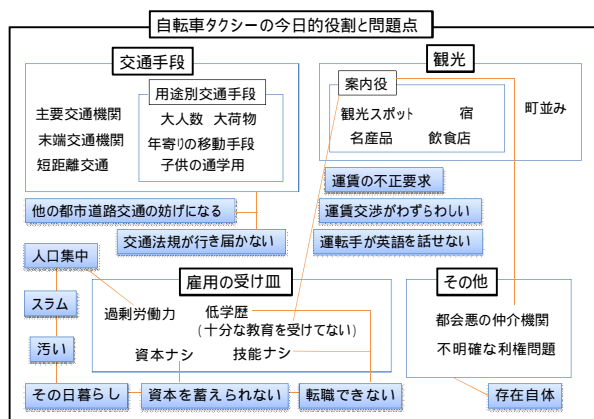 自転車タクシーの今日的役割と問題点
交通手段
主要交通機関
末端交通機関
短距離交通
用途別交通手段
大人数 大荷物
年寄りの移動手段
子供の通学用
観光
案内役
観光スポット 宿
名産品 飲食店
町並み
運賃の不正要求
運賃交渉がわずらわしい
運転手が英語を話せない
他の都市道路交通の妨げになる
交通法規が行き届かない
人口集中
スラム
汚い
その日暮らし
雇用の受け皿
過剰労働力
低学歴
(十分な教育を受けてない)
資本ナシ 技能ナシ
資本を蓄えられない
転職できない
その他
都会悪の仲介機関
不明確な利権問題
存在自体